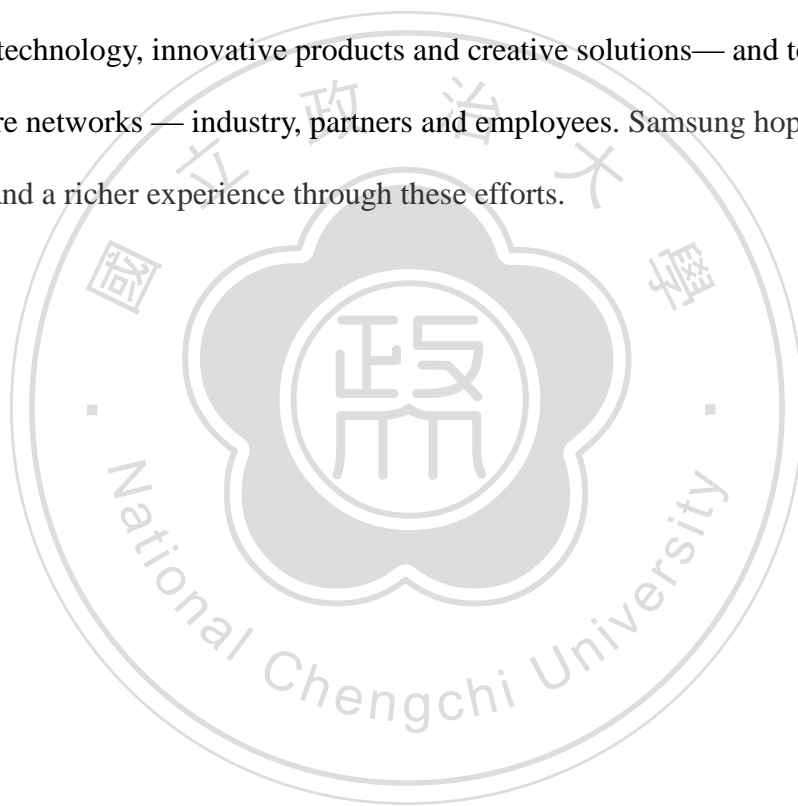 technology, innovative products and creative solutions— and t
re networks — industry, partners and employees. Samsung hop
nd a richer experience through these efforts.
國立政治大學
政
National Chengchi University